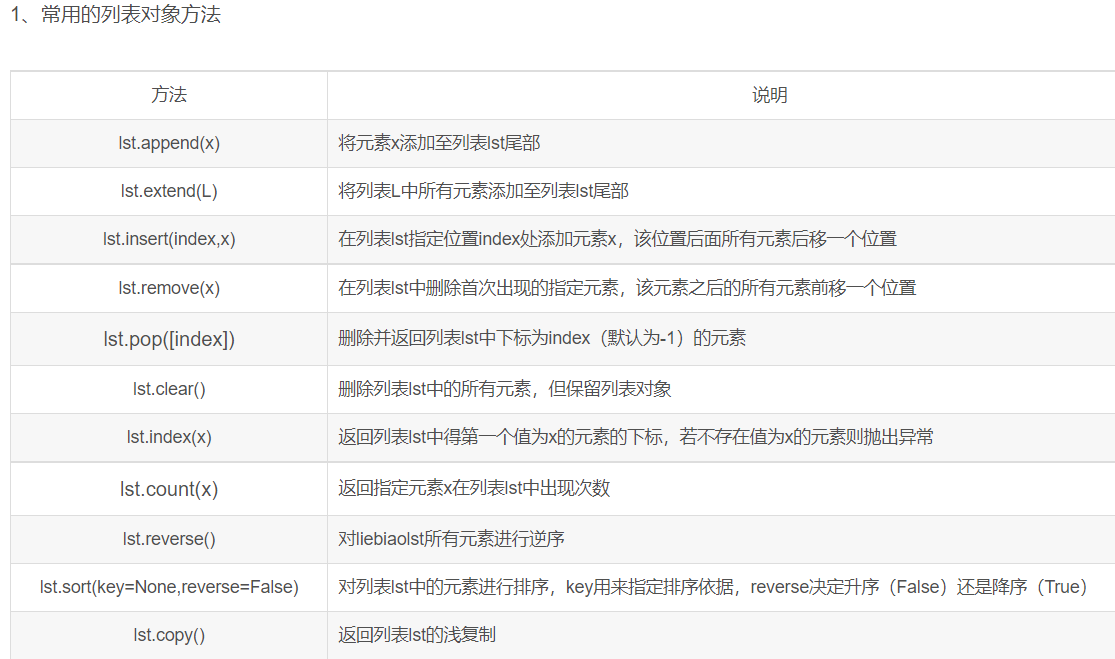 1、常用的列表对象方法
方法 说明
lst.append(x) 将元素x添加至列表lst尾部
lst.extend(L) 将列表L中所有元素添加至列表lst尾部
lst.insert(index,x) 在列表lst指定位置index处添加元素x，该位置后面所有元素后移一个位置
lst.remove(x) 在列表lst中删除首次出现的指定元素，该元素之后的所有元素前移一个位置
lst.pop([index]) 删除并返回列表lst中下标为index（默认为-1）的元素
lst.clear() 删除列表lst中的所有元素，但保留列表对象
lst.index(x) 返回列表lst中得第一个值为x的元素的下标，若不存在值为x的元素则抛出异常
lst.count(x) 返回指定元素x在列表lst中出现次数
lst.reverse() 对liebiaolst所有元素进行逆序
lst.sort(key=None,reverse=False) 对列表lst中的元素进行排序，key用来指定排序依据，reverse决定升序（False）还是降序（True）
lst.copy() 返回列表lst的浅复制